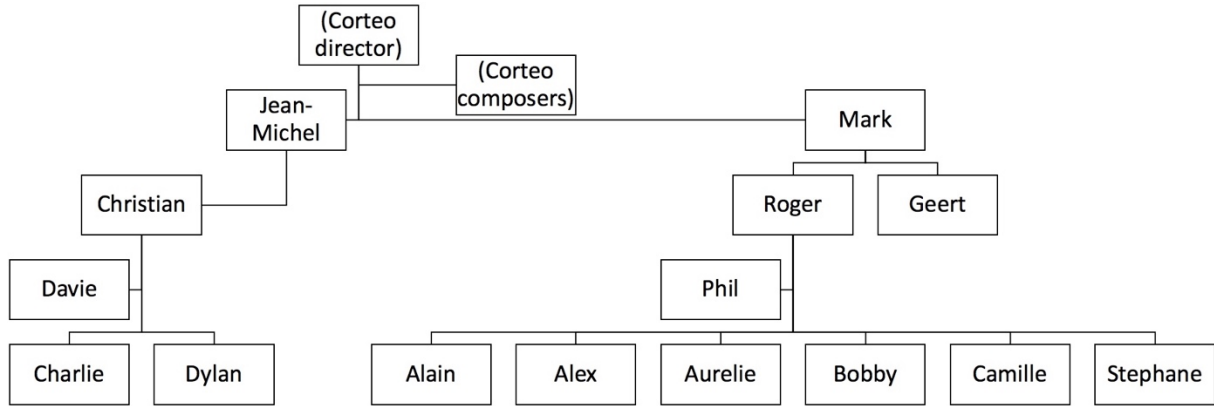 (Corteo
director)
(Corteo
composers)
Jean-
Michel
Mark
Christian
Roger
Geert
Davie
Phil
Charlie
Dylan
Alain
Alex
Aurelie
Bobby
Camille
Stephane